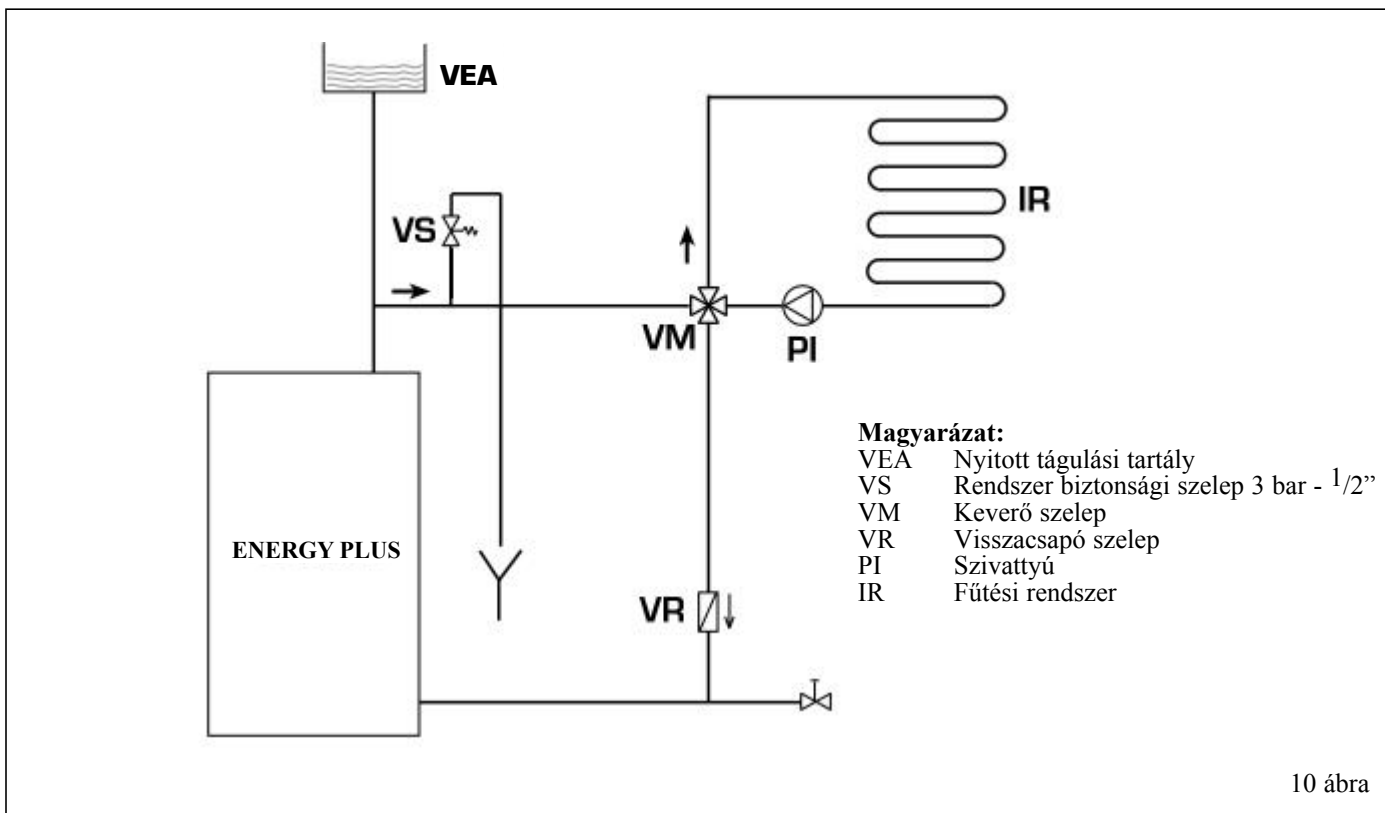 VEA
VS
IR
VM
PI
ENERGY PLUS
VR
Magyarázat:
VEA Nyitott tágulási tartály
VS Rendszer biztonsági szelep 3 bar - 1/2”
VM Keverő szelep
VR Visszacsapó szelep
PI Szivattyú
IR Fűtési rendszer
10 ábra